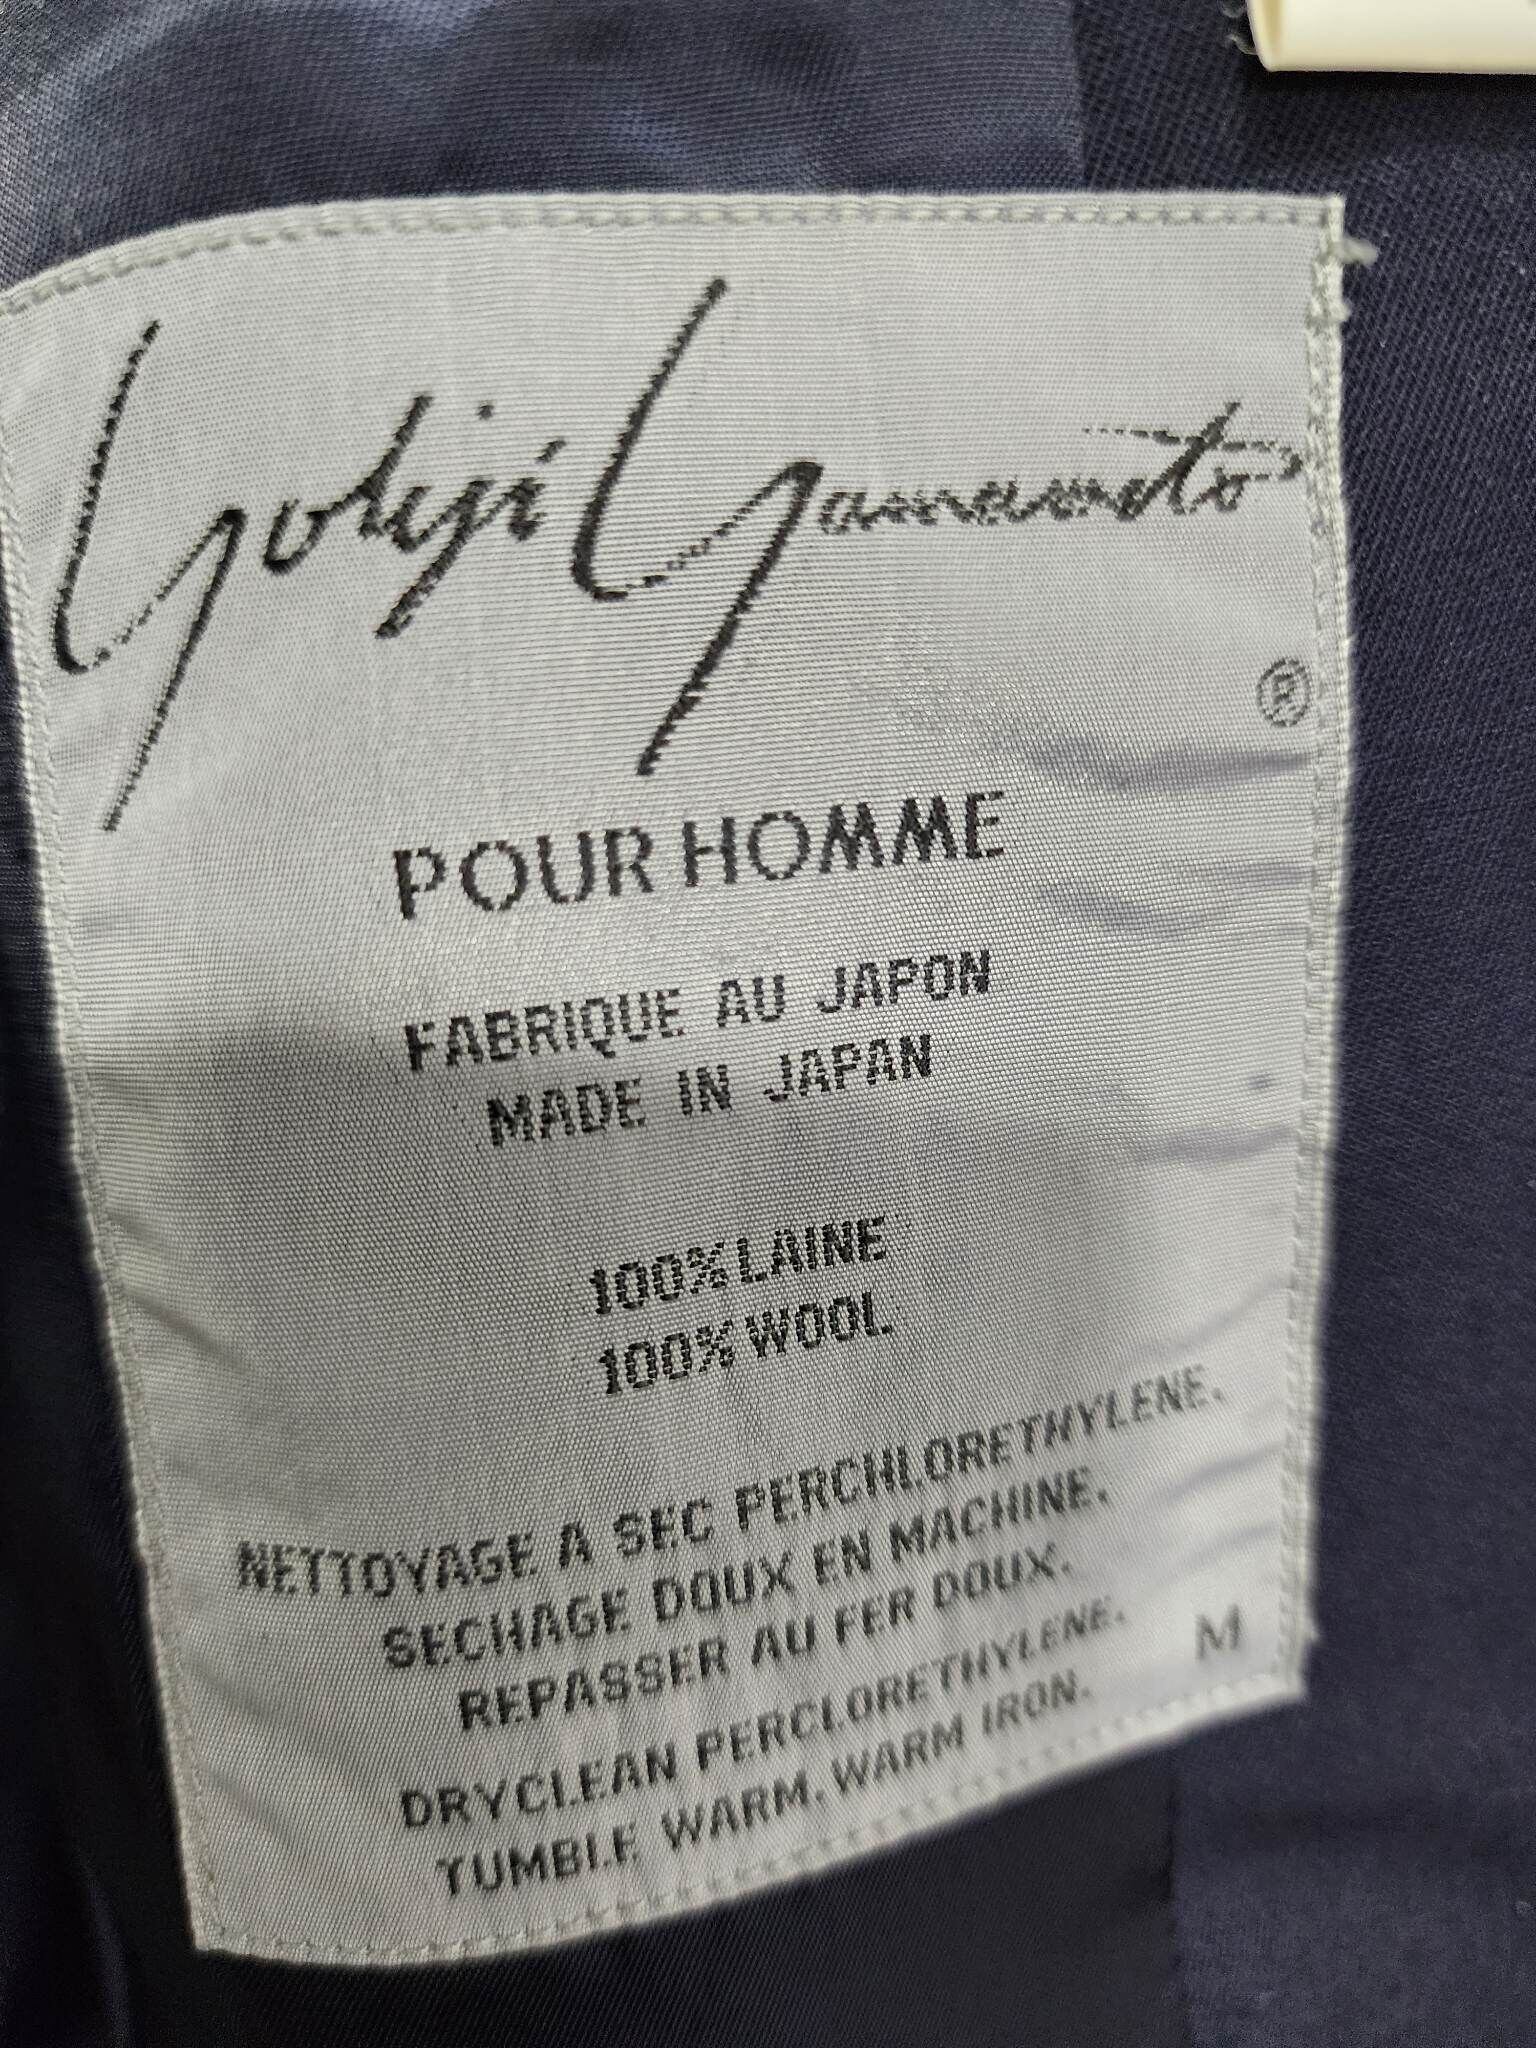 Yohji Yamamoto
®
POUR HOMME
FABRIQUE AU JAPON
MADE IN JAPAN
100% LAINE
100% WOOL
NETTOYAGE A SEC PERCHLORETHYLENE.
SECHAGE DOUX EN MACHINE.
REPASSER AU FER DOUX.
DRYCLEAN PERCLORETHYLENE.
TUMBLE WARM. WARM IRON.
M